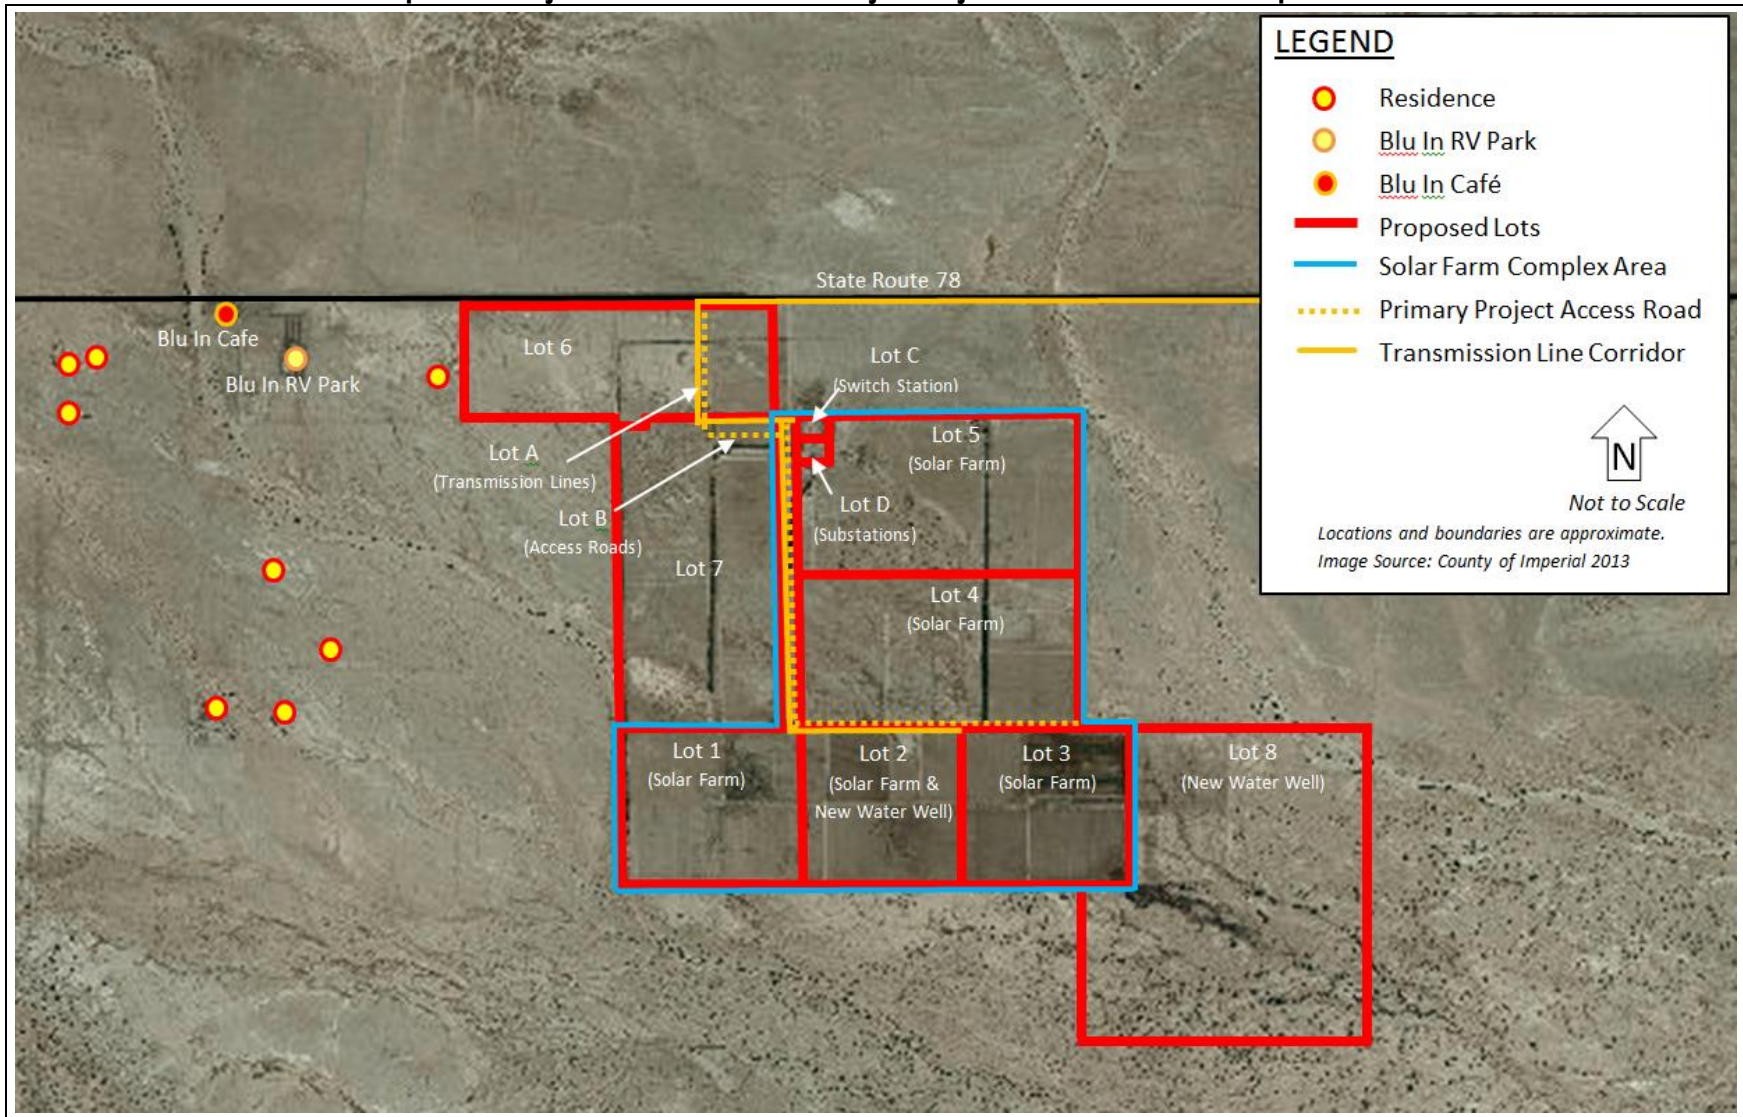 LEGEND
Residence
Blu In RV Park
Blu In Café
Proposed Lots
Solar Farm Complex Area
Primary Project Access Road
Transmission Line Corridor
N
Not to Scale
Locations and boundaries are approximate.
Image Source: County of Imperial 2013
State Route 78
Blu In Cafe
Blu In RV Park
Lot 6
Lot C
(Switch Station)
Lot 5
(Solar Farm)
Lot A
(Transmission Lines)
Lot B
(Access Roads)
Lot D
(Substations)
Lot 7
Lot 4
(Solar Farm)
Lot 1
(Solar Farm)
Lot 2
(Solar Farm &
New Water Well)
Lot 3
(Solar Farm)
Lot 8
(New Water Well)